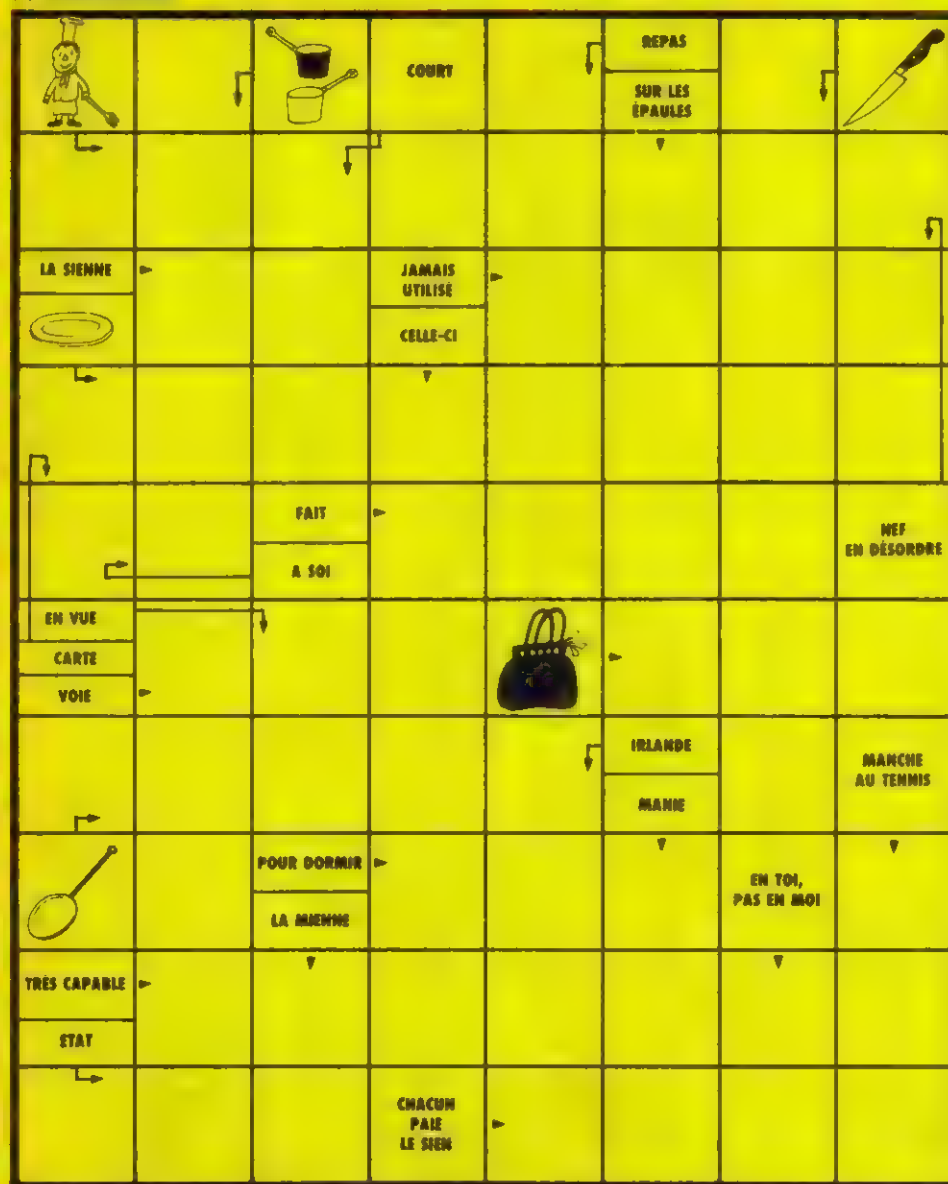 COURT
REPAS
SUR LES
ÉPAULES
LA SIENNE
JAMAIS
UTILISÉ
CELLE-CI
FAIT
A SOI
NEF
EN DÉSORDRE
EN VUE
CARTE
VOIE
IRLANDE
MANIE
MANCHE
AU TENNIS
POUR DORMIR
LA MIENNE
EN TOI,
PAS EN MOI
TRÈS CAPABLE
ETAT
CHACUN
PAIE
LE SIEN